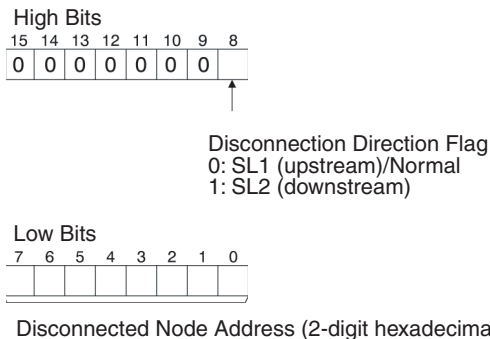 High Bits
15 14 13 12 11 10 9 8
0 0 0 0 0 0 0
Disconnection Direction Flag
0: SL1 (upstream)/Normal
1: SL2 (downstream)
Low Bits
7 6 5 4 3 2 1 0
Disconnected Node Address (2-digit hexadecima